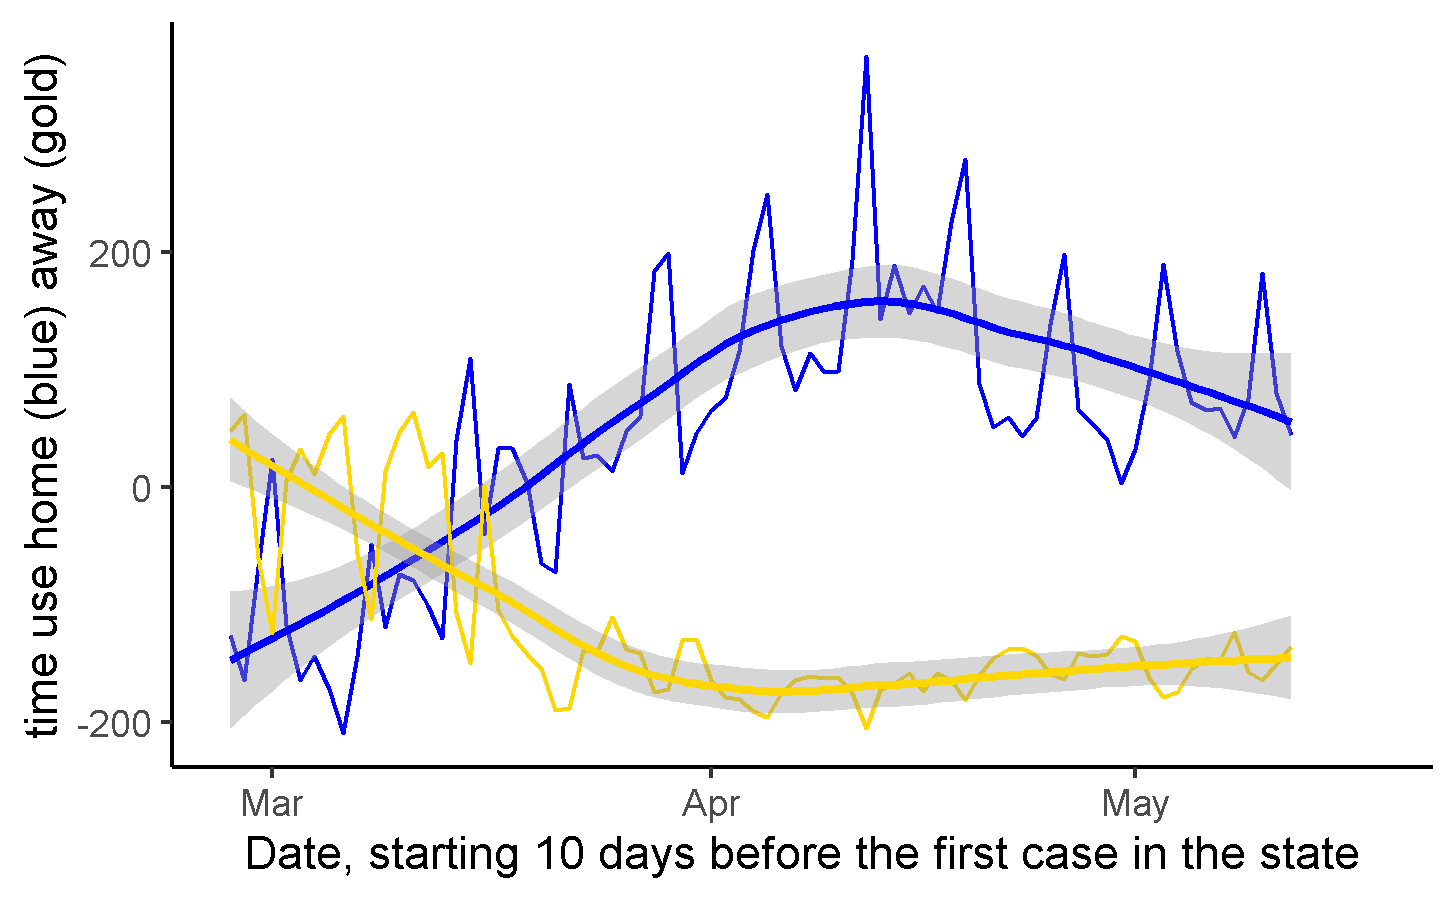 time use home (blue) away (gold)
200
0
-200
Mar Apr May
Date, starting 10 days before the first case in the state